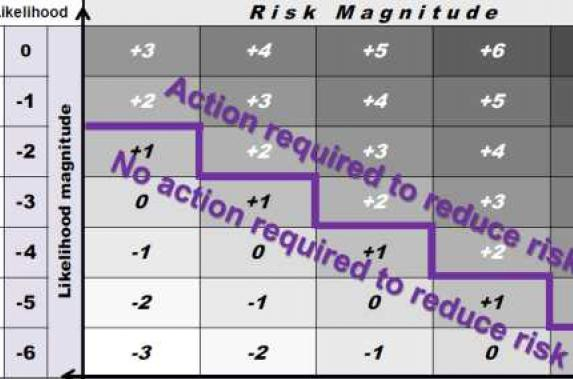 Likelihood Risk Magnitude
0 +3 +4 +5 +6
-1 +2 +3 +4 +5
-2 +1 +2 +3 +4
-3 0 +1 +2 +3
-4 -1 0 +1 +2
-5 -2 -1 0 +1
-6 -3 -2 -1 0
Likelihood magnitude
Action required to reduce risk
No action required to reduce risk